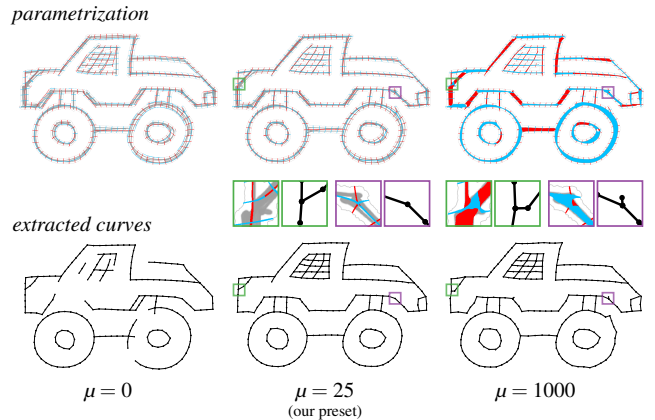 parametrization
extracted curves
μ = 0
μ = 25
μ = 1000
(our preset)